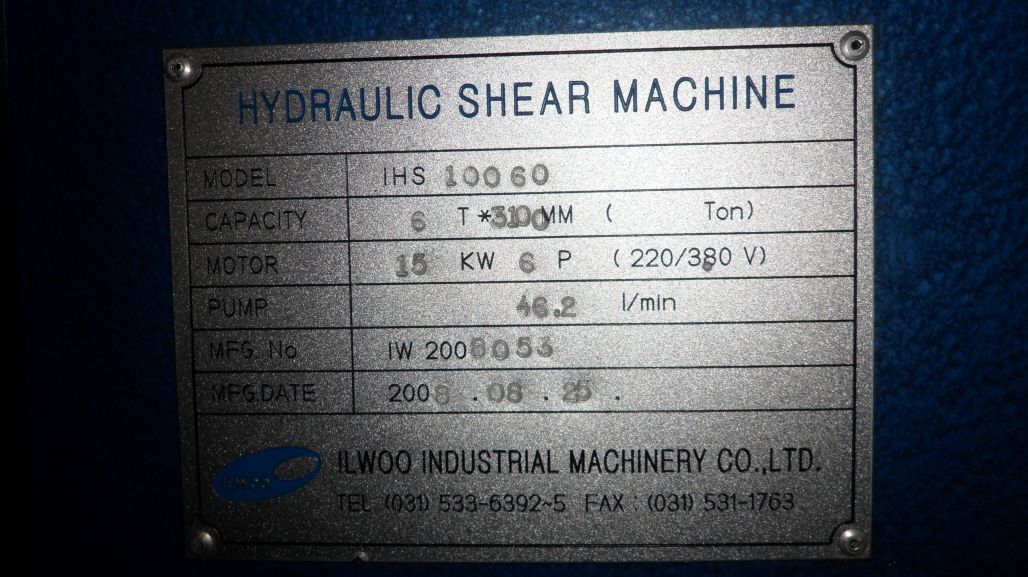 HYDRAULIC SHEAR MACHINE
MODEL IHS 10060
CAPACITY 6 T * MM ( Ton)
MOTOR 15 KW 6 P ( 220/380 V)
PUMP 46.2 l/min
MFG. No IW 200
MFG.DATE 2008 . 08 . 25 .
ILWOO INDUSTRIAL MACHINERY CO.,LTD.
ILWOO
TEL (031) 533-6392~5 FAX : (031) 531-1763